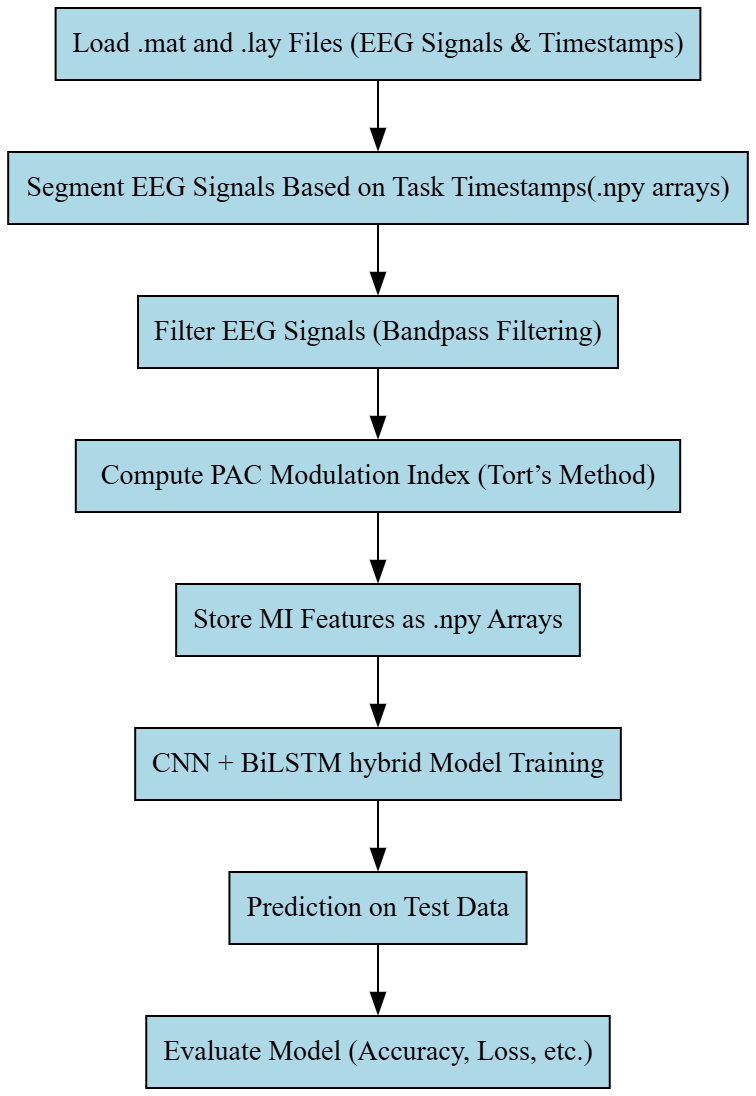 Load .mat and .lay Files (EEG Signals & Timestamps)
Segment EEG Signals Based on Task Timestamps(.npy arrays)
Filter EEG Signals (Bandpass Filtering)
Compute PAC Modulation Index (Tort’s Method)
Store MI Features as .npy Arrays
CNN + BiLSTM hybrid Model Training
Prediction on Test Data
Evaluate Model (Accuracy, Loss, etc.)